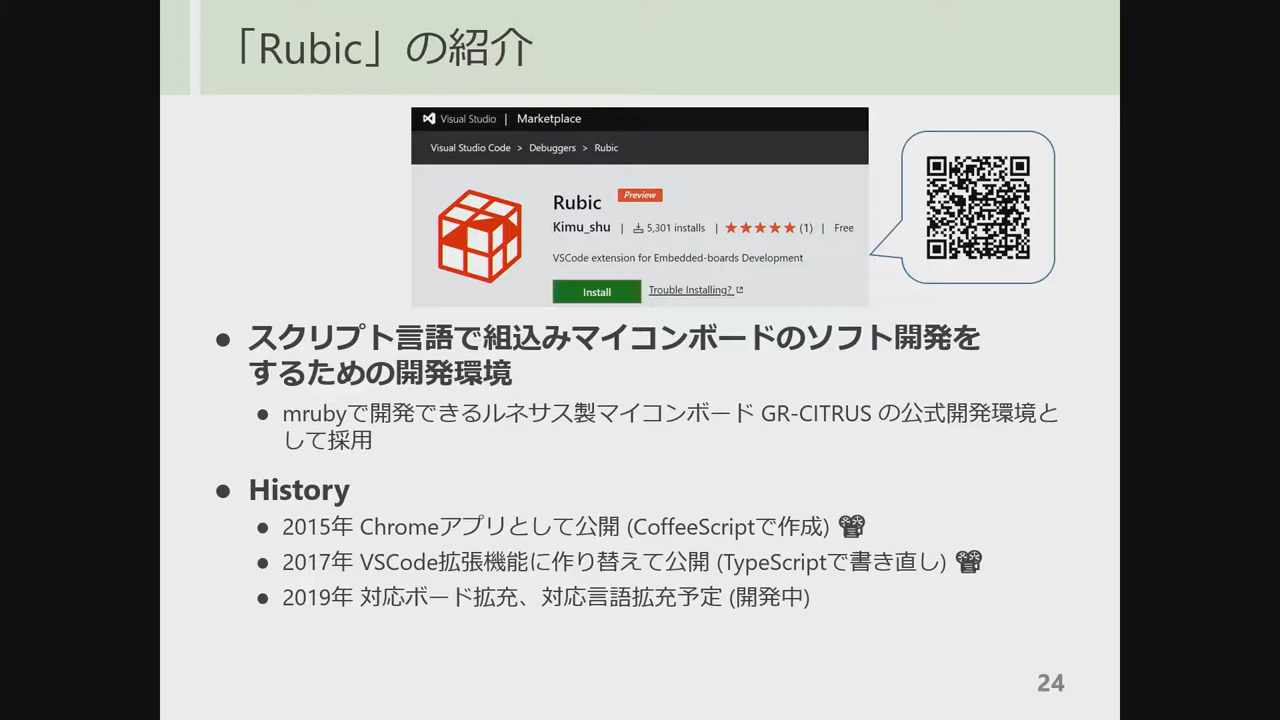 「Rubic」の紹介
Visual Studio | Marketplace
Visual Studio Code > Debuggers > Rubic
Rubic Preview
Kimu_shu | 5,301 installs | ★★★★★ (1) | Free
VSCode extension for Embedded-boards Development
Install Trouble Installing?
● スクリプト言語で組込みマイコンボードのソフト開発を
するための開発環境
● mrubyで開発できるルネサス製マイコンボード GR-CITRUS の公式開発環境と
して採用
● History
● 2015年 Chromeアプリとして公開 (CoffeeScriptで作成)
● 2017年 VSCode拡張機能に作り替えて公開 (TypeScriptで書き直し)
● 2019年 対応ボード拡充、対応言語拡充予定 (開発中)
24